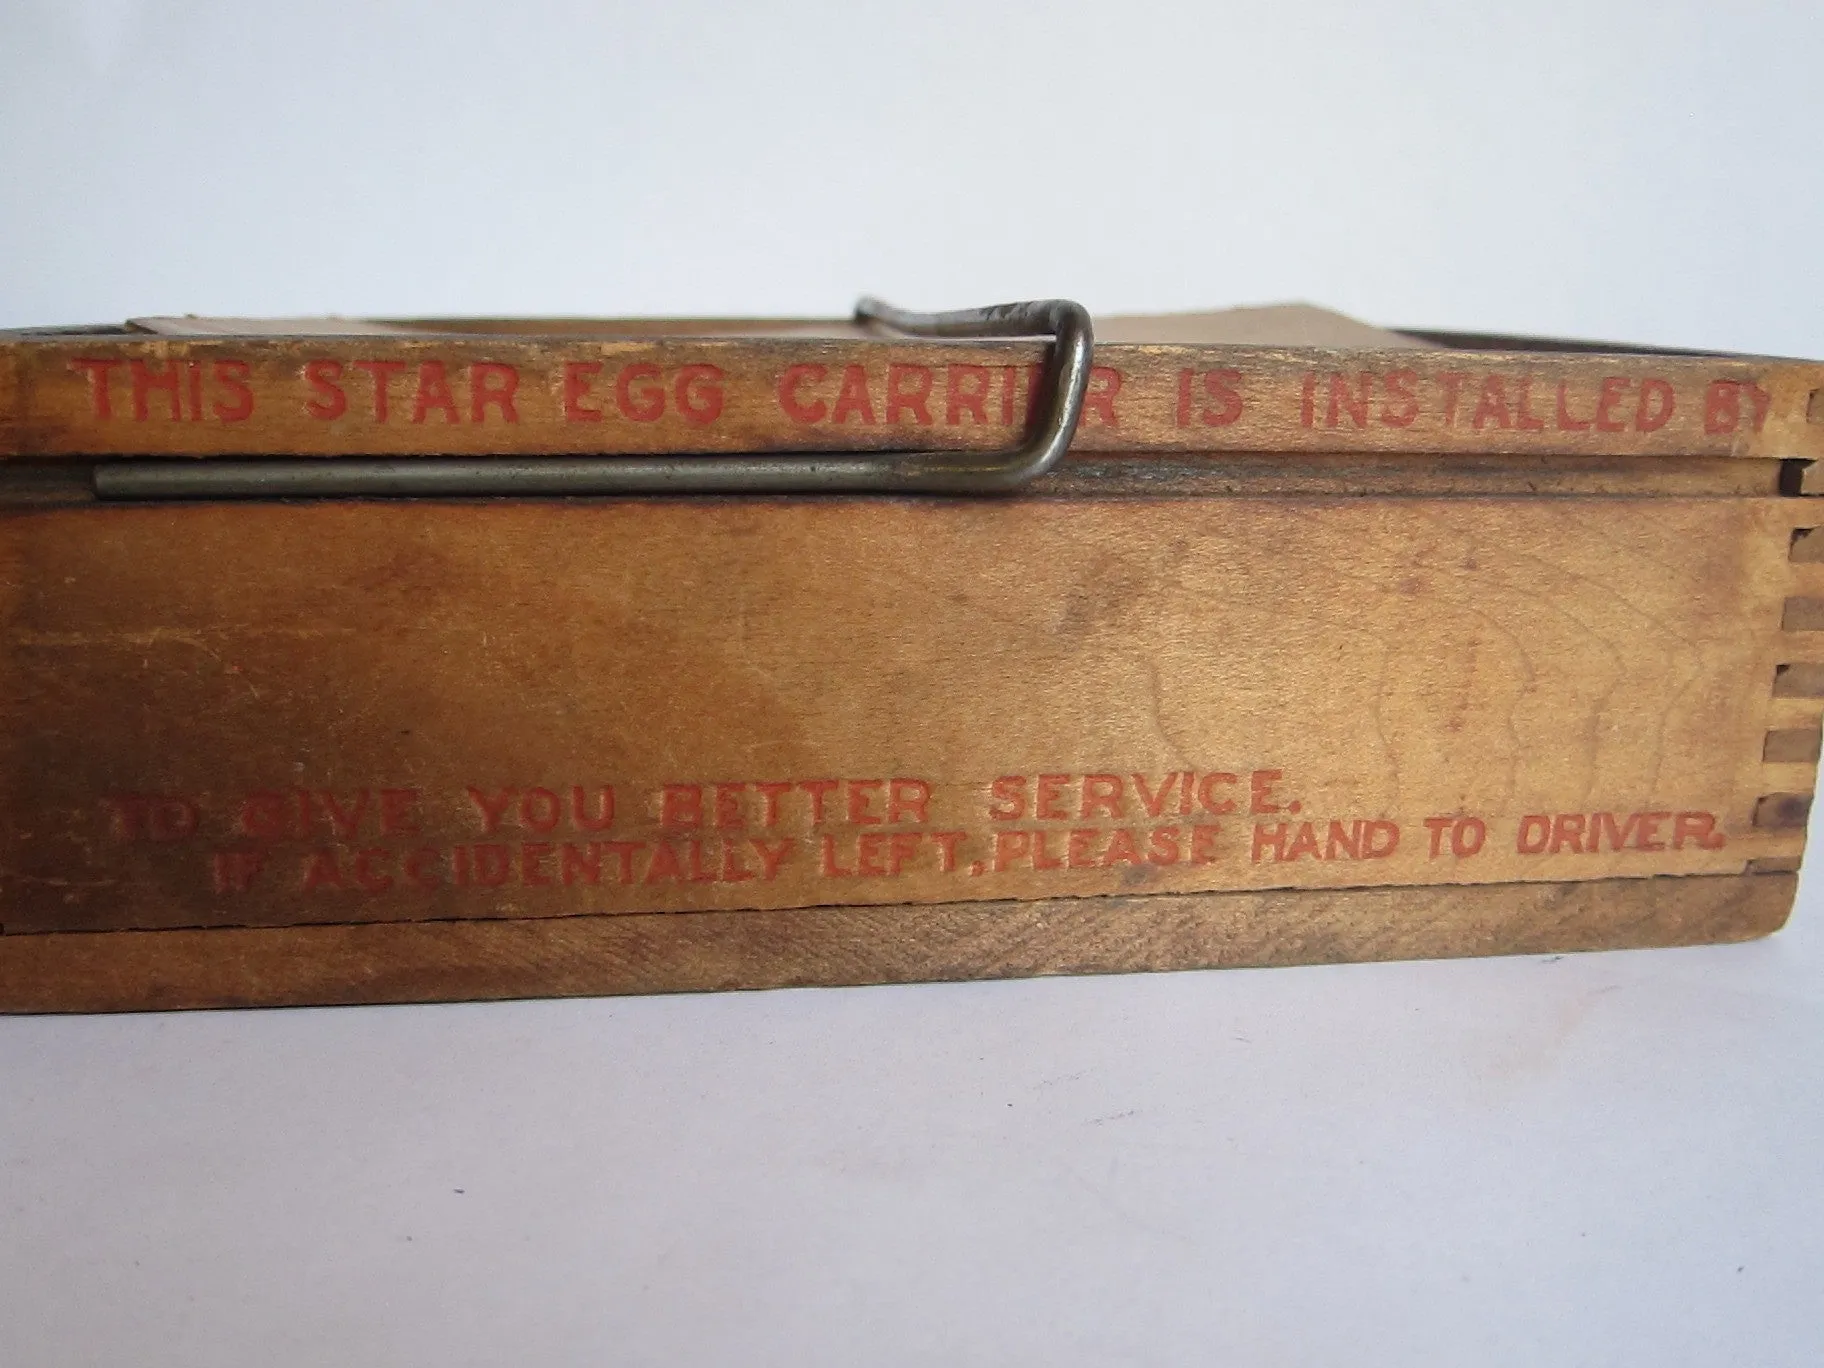 THIS STAR EGG CARRIER IS INSTALLED BY
TO GIVE YOU BETTER SERVICE.
IF ACCIDENTALLY LEFT, PLEASE HAND TO DRIVER.